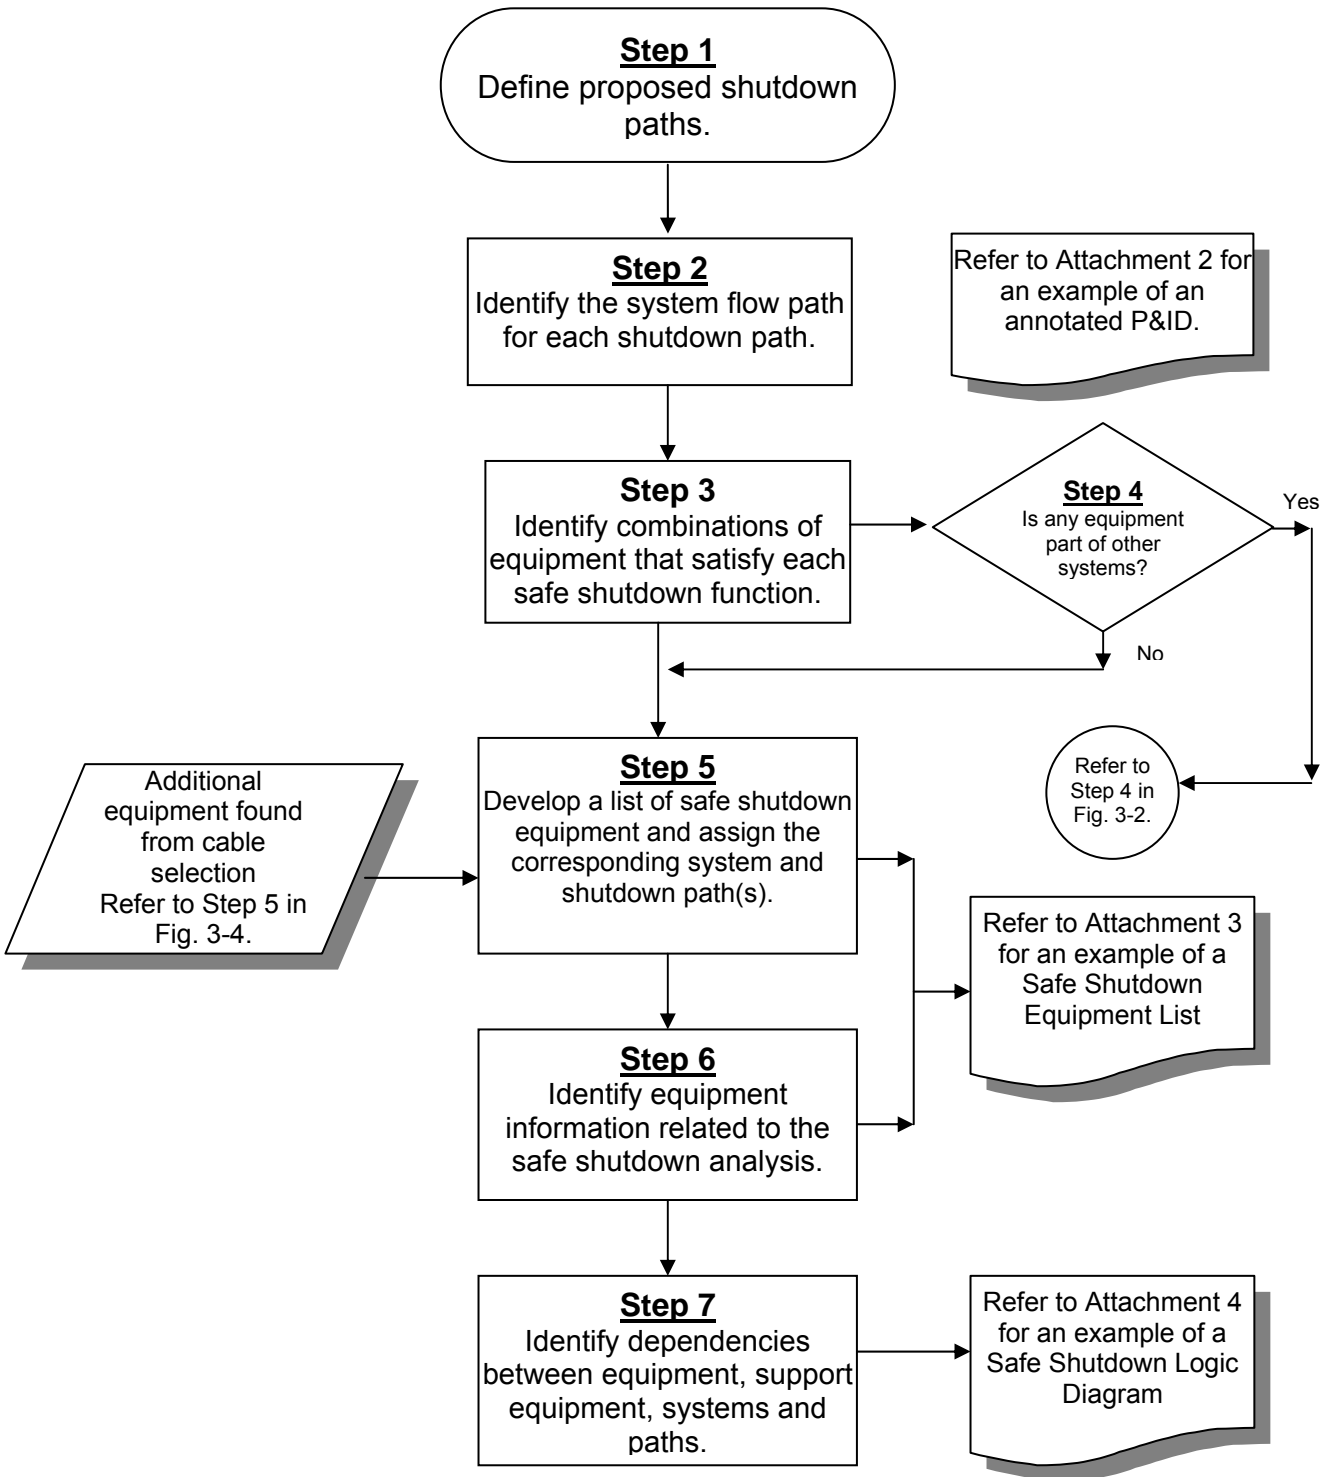 Step 1
Define proposed shutdown
paths.
Step 2
Identify the system flow path
for each shutdown path.
Refer to Attachment 2 for
an example of an
annotated P&ID.
Step 3
Identify combinations of
equipment that satisfy each
safe shutdown function.
Step 4
Is any equipment
part of other
systems?
Yes
No
Refer to
Step 4 in
Fig. 3-2.
Step 5
Develop a list of safe shutdown
equipment and assign the
corresponding system and
shutdown path(s).
Additional
equipment found
from cable
selection
Refer to Step 5 in
Fig. 3-4.
Refer to Attachment 3
for an example of a
Safe Shutdown
Equipment List
Step 6
Identify equipment
information related to the
safe shutdown analysis.
Step 7
Identify dependencies
between equipment, support
equipment, systems and
paths.
Refer to Attachment 4
for an example of a
Safe Shutdown Logic
Diagram